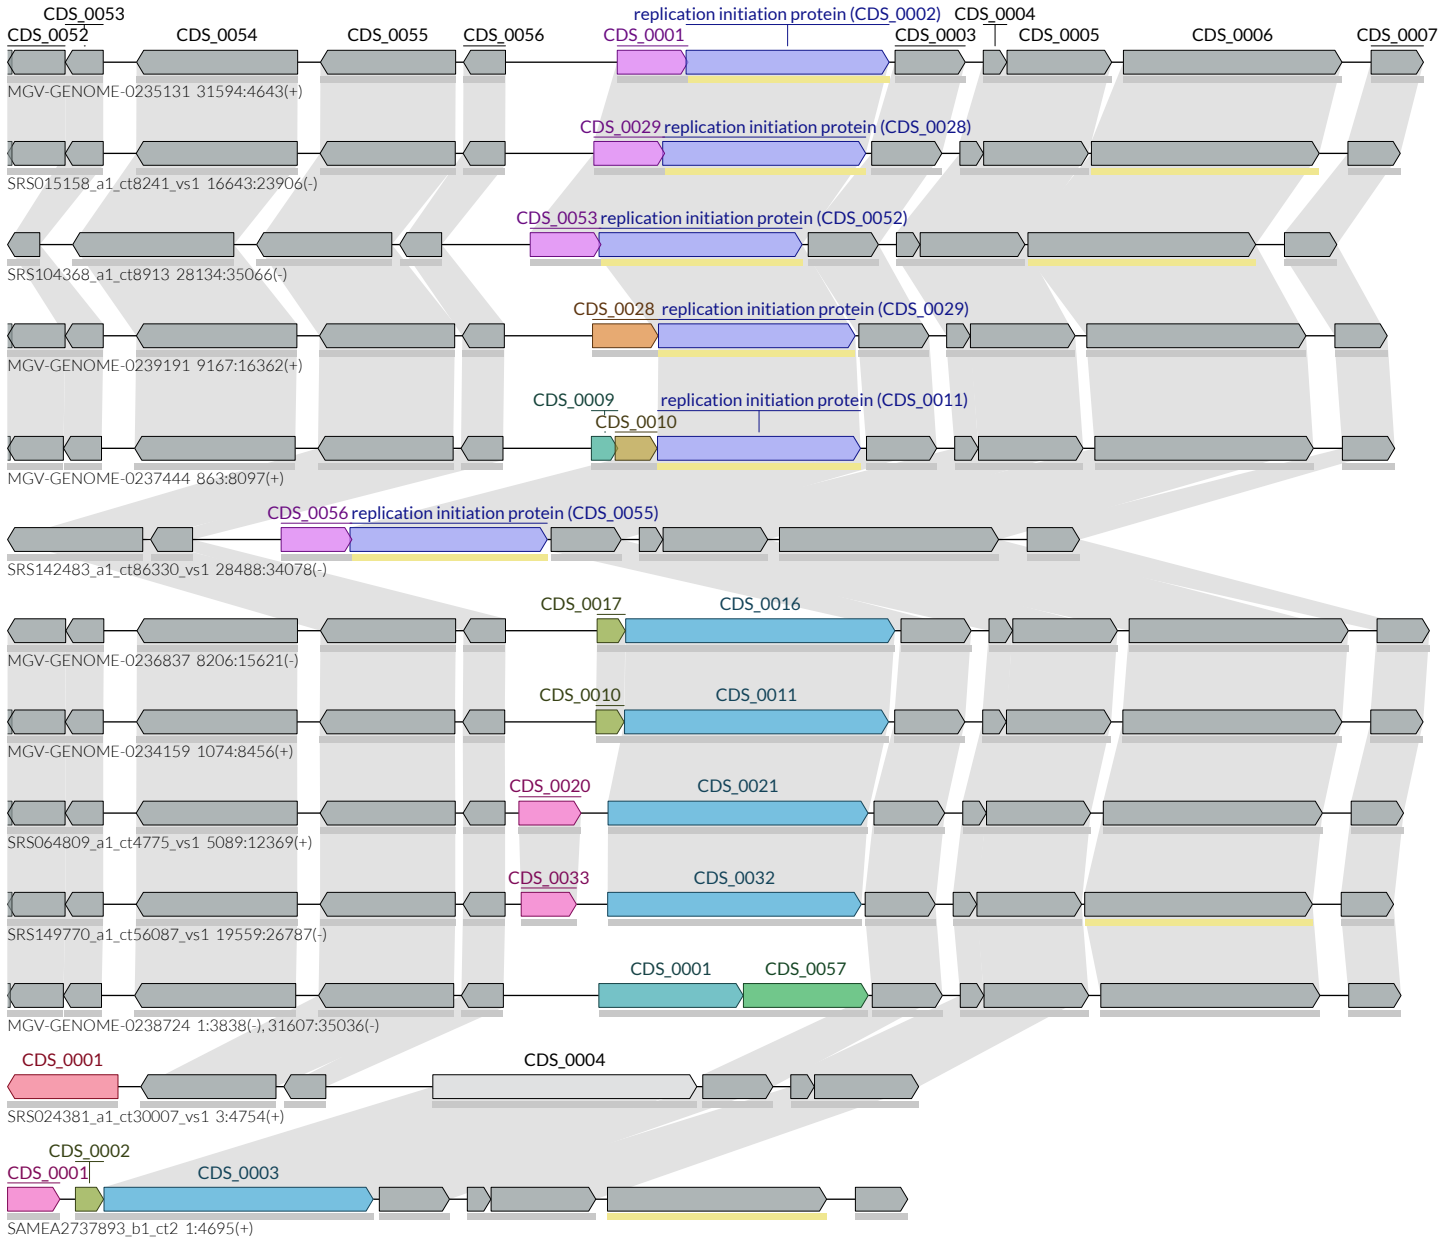 CDS_0053
replication initiation protein (CDS_0002)
CDS_0004
CDS_0052
CDS_0054
CDS_0055
CDS_0056
CDS_0001
CDS_0003
CDS_0005
CDS_0006
CDS_0007
MGV-GENOME-0235131 31594:4643(+)
CDS_0029
replication initiation protein (CDS_0028)
SRS015158_a1_ct8241_vs1 16643:23906(-)
CDS_0053
replication initiation protein (CDS_0052)
SRS104368_a1_ct8913 28134:35066(-)
CDS_0028
replication initiation protein (CDS_0029)
MGV-GENOME-0239191 9167:16362(+)
CDS_0009
replication initiation protein (CDS_0011)
CDS_0010
MGV-GENOME-0237444 863:8097(+)
CDS_0056
replication initiation protein (CDS_0055)
SRS142483_a1_ct86330_vs1 28488:34078(-)
CDS_0017
CDS_0016
MGV-GENOME-0236837 8206:15621(-)
CDS_0010
CDS_0011
MGV-GENOME-0234159 1074:8456(+)
CDS_0020
CDS_0021
SRS064809_a1_ct4775_vs1 5089:12369(+)
CDS_0033
CDS_0032
SRS149770_a1_ct56087_vs1 19559:26787(-)
CDS_0001
CDS_0057
MGV-GENOME-0238724 1:3838(-), 31607:35036(-)
CDS_0001
CDS_0004
SRS024381_a1_ct30007_vs1 3:4754(+)
CDS_0002
CDS_0001
CDS_0003
SAMEA2737893_b1_ct2 1:4695(+)